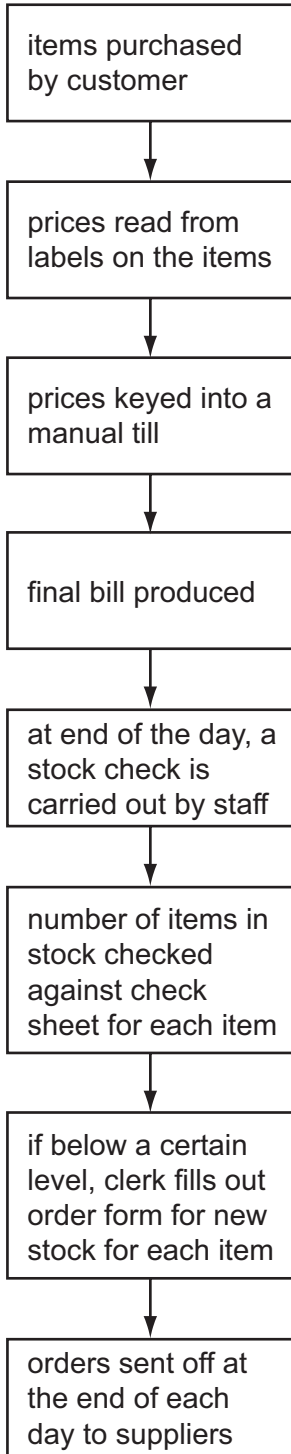 items purchased
by customer
prices read from
labels on the items
prices keyed into a
manual till
final bill produced
at end of the day, a
stock check is
carried out by staff
number of items in
stock checked
against check
sheet for each item
if below a certain
level, clerk fills out
order form for new
stock for each item
orders sent off at
the end of each
day to suppliers